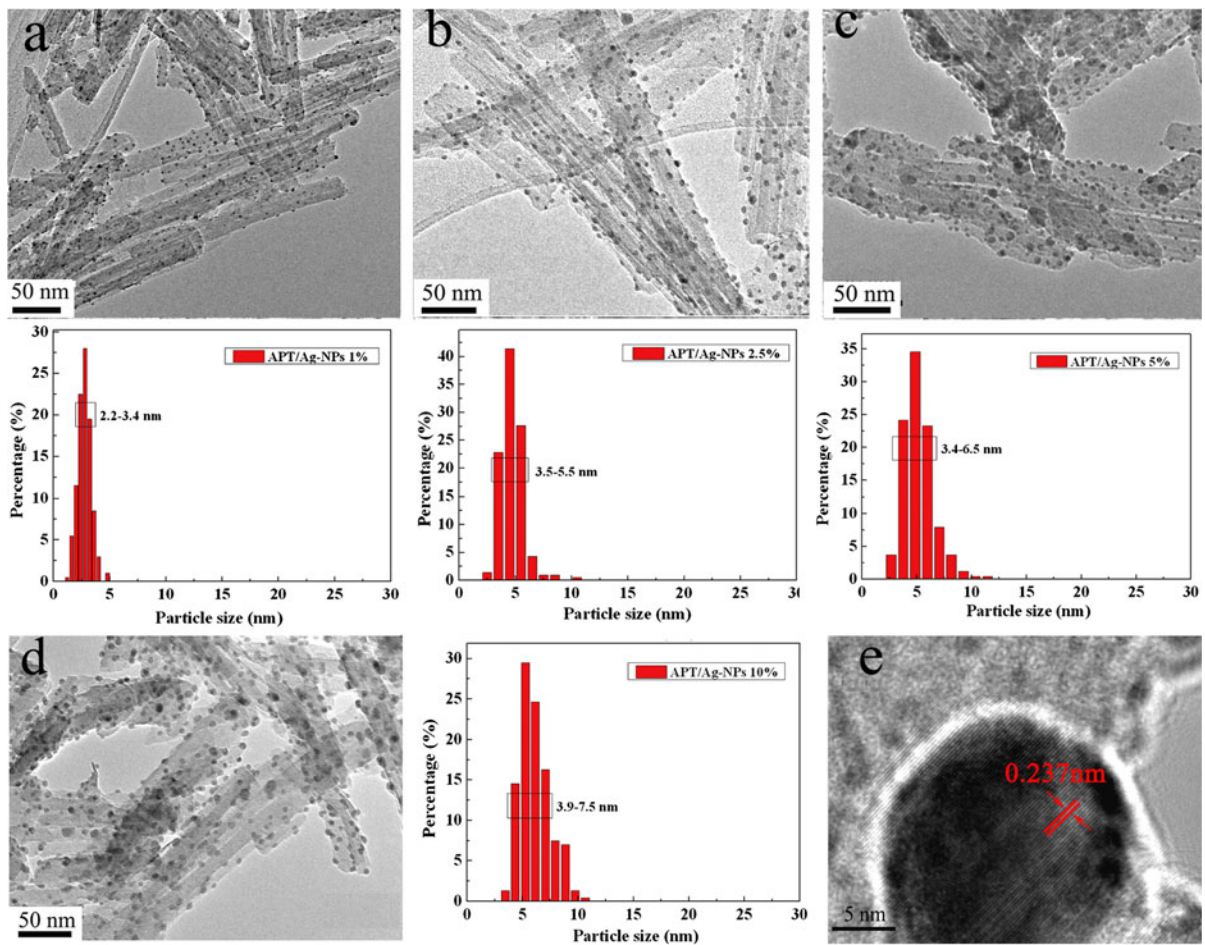 a
b
c
50 nm
50 nm
50 nm
30
25
20
15
10
5
0
Percentage (%)
APT/Ag-NPs 1%
2.2-3.4 nm
0 5 10 15 20 25 30
Particle size (nm)
40
35
30
25
20
15
10
5
0
Percentage (%)
APT/Ag-NPs 2.5%
3.5-5.5 nm
0 5 10 15 20 25 30
Particle size (nm)
35
30
25
20
15
10
5
0
Percentage (%)
APT/Ag-NPs 5%
3.4-6.5 nm
0 5 10 15 20 25 30
Particle size (nm)
d
50 nm
30
25
20
15
10
5
0
Percentage (%)
APT/Ag-NPs 10%
3.9-7.5 nm
0 5 10 15 20 25 30
Particle size (nm)
e
0.237nm
5 nm